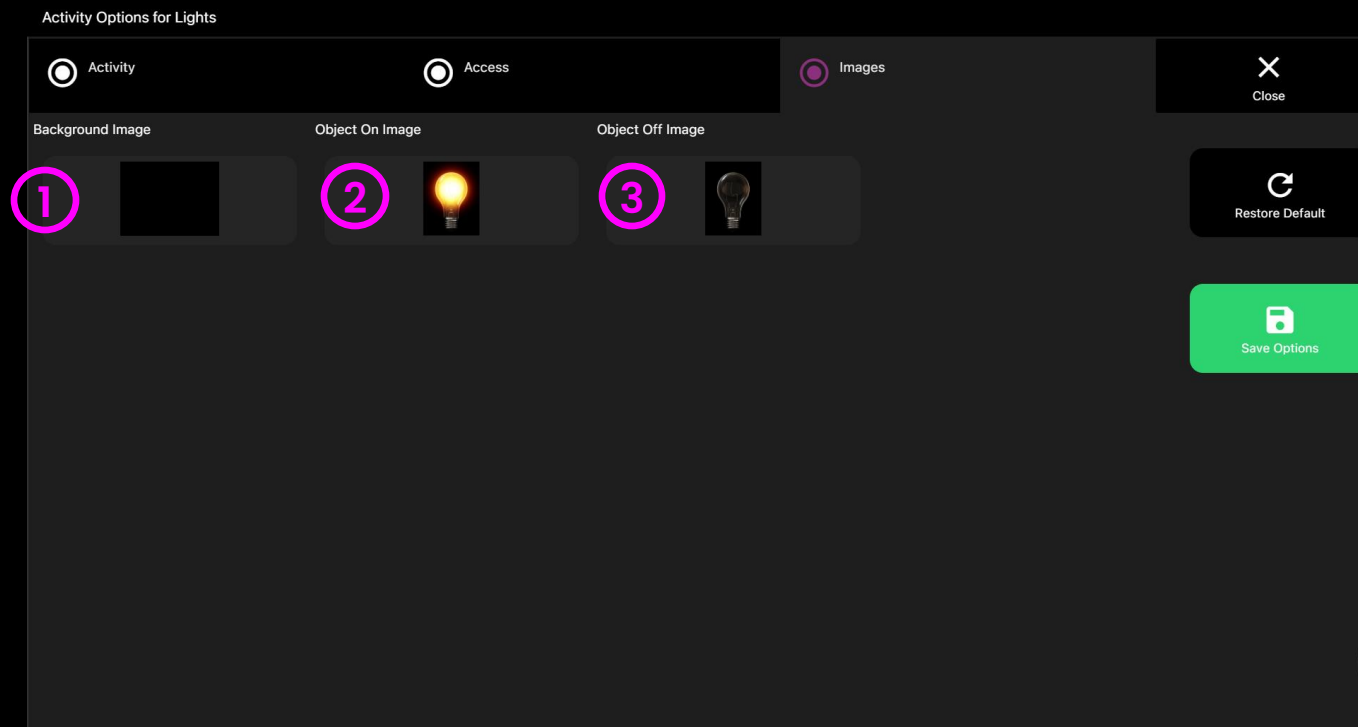 Activity Options for Lights
Activity
Access
Images
Close
Background Image
Object On Image
Object Off Image
1
2
3
Restore Default
Save Options